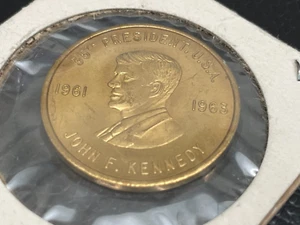 35th PRESIDENT U.S.A.
1961
1963
JOHN F. KENNEDY